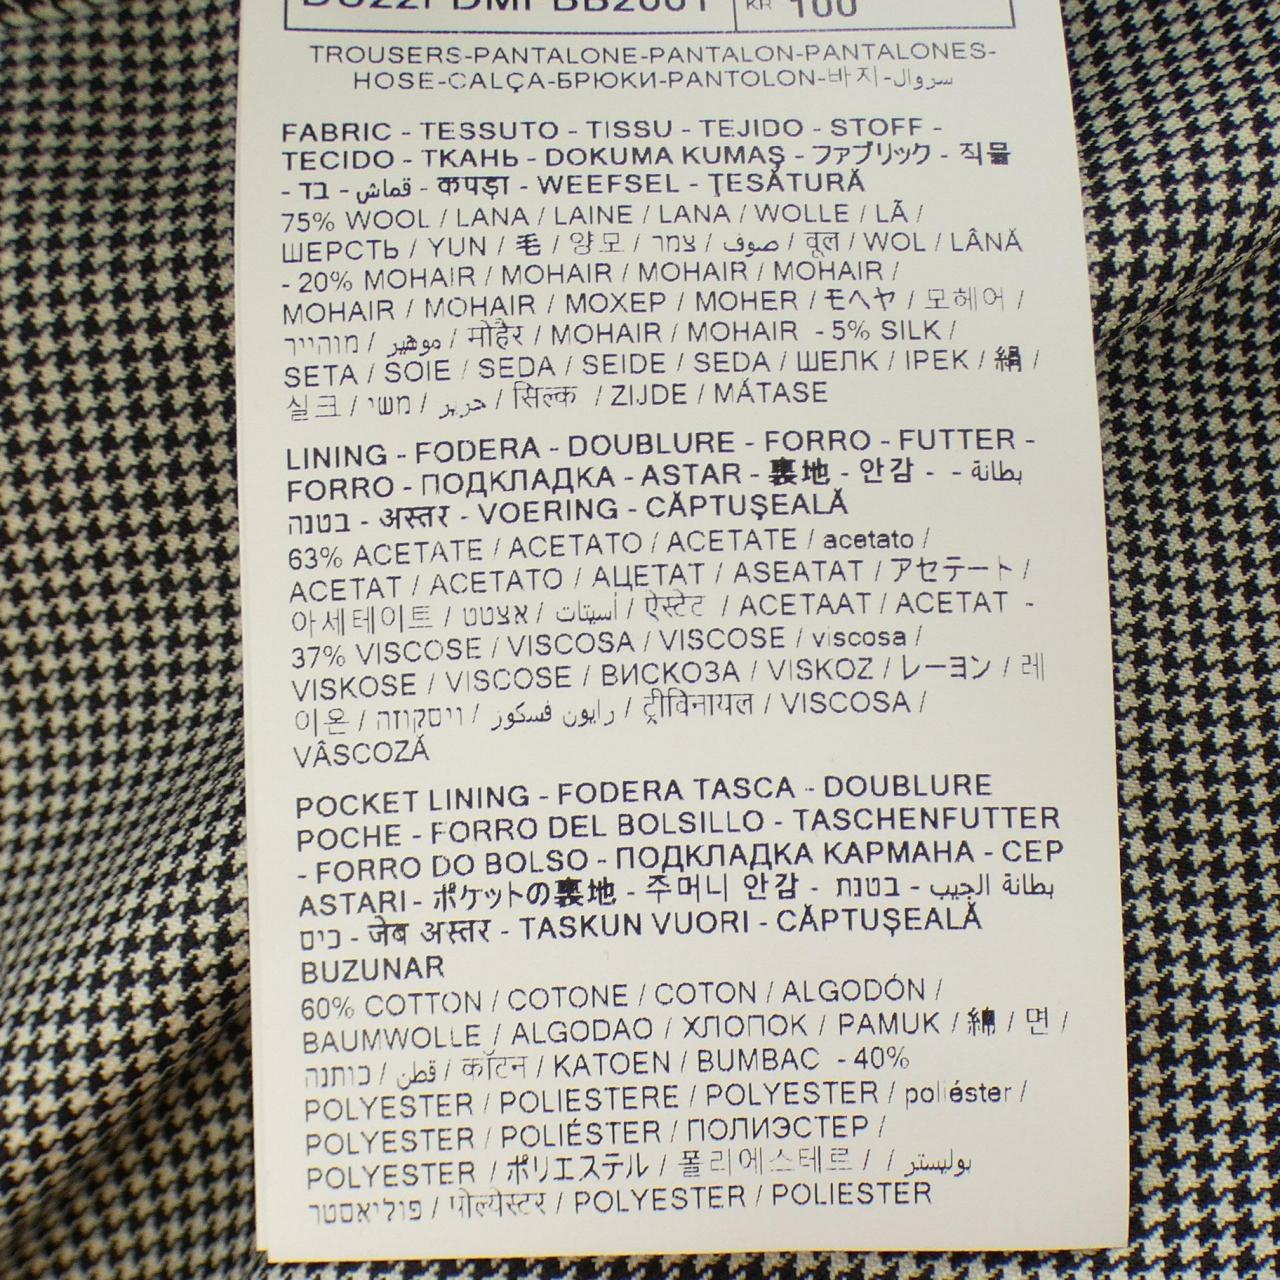 KR 100
TROUSERS-PANTALONE-PANTALON-PANTALONES-
HOSE-CALÇA-БРЮКИ-PANTOLON-바지-سروال
FABRIC - TESSUTO - TISSU - TEJIDO - STOFF -
TECIDO - ТКАНЬ - DOKUMA KUMAŞ - ファブリック - 직물
- בד - قماش - कपड़ा - WEEFSEL - ŢESĂTURĂ
75% WOOL / LANA / LAINE / LANA / WOLLE / LÃ /
ШЕРСТЬ / YUN / 毛 / 양모 / צמר / صوف / वूल / WOL / LÂNĂ
- 20% MOHAIR / MOHAIR / MOHAIR / MOHAIR /
MOHAIR / MOHAIR / МОХЕР / MOHER / モヘヤ / 모헤어 /
מוהייר / موهير / मोहैर / MOHAIR / MOHAIR - 5% SILK /
SETA / SOIE / SEDA / SEIDE / SEDA / ШЕЛК / IPEK / 絹 /
실크 / משי / حرير / सिल्क / ZIJDE / MĂTASE
LINING - FODERA - DOUBLURE - FORRO - FUTTER -
FORRO - ПОДКЛАДКА - ASTAR - 裏地 - 안감 - - بطانة
בטנה - अस्तर - VOERING - CĂPTUŞEALĂ
63% ACETATE / ACETATO / ACETATE / acetato /
ACETAT / ACETATO / АЦЕТАТ / ASEATAT / アセテート /
아세테이트 / אצטט / أسيتات / ऐस्टेट / ACETAAT / ACETAT -
37% VISCOSE / VISCOSA / VISCOSE / viscosa /
VISKOSE / VISCOSE / ВИСКОЗА / VISKOZ / レーヨン / 레
이온 / ויסקוזה / رايون فسكوز / ट्रीविनायल / VISCOSA /
VÂSCOZĂ
POCKET LINING - FODERA TASCA - DOUBLURE
POCHE - FORRO DEL BOLSILLO - TASCHENFUTTER
- FORRO DO BOLSO - ПОДКЛАДКА КАРМАНА - CEP
ASTARI - ポケットの裏地 - 주머니 안감 - בטנת - بطانة الجيب
כיס - जेब अस्तर - TASKUN VUORI - CĂPTUŞEALĂ
BUZUNAR
60% COTTON / COTONE / COTON / ALGODÓN /
BAUMWOLLE / ALGODAO / ХЛОПОК / PAMUK / 綿 / 면 /
כותנה / قطن / कॉटन / KATOEN / BUMBAC - 40%
POLYESTER / POLIESTERE / POLYESTER / poliéster /
POLYESTER / POLIÉSTER / ПОЛИЭСТЕР /
POLYESTER / ポリエステル / 폴리에스테르 / / بوليستر
פוליאסטר / पोल्येस्टर / POLYESTER / POLIESTER